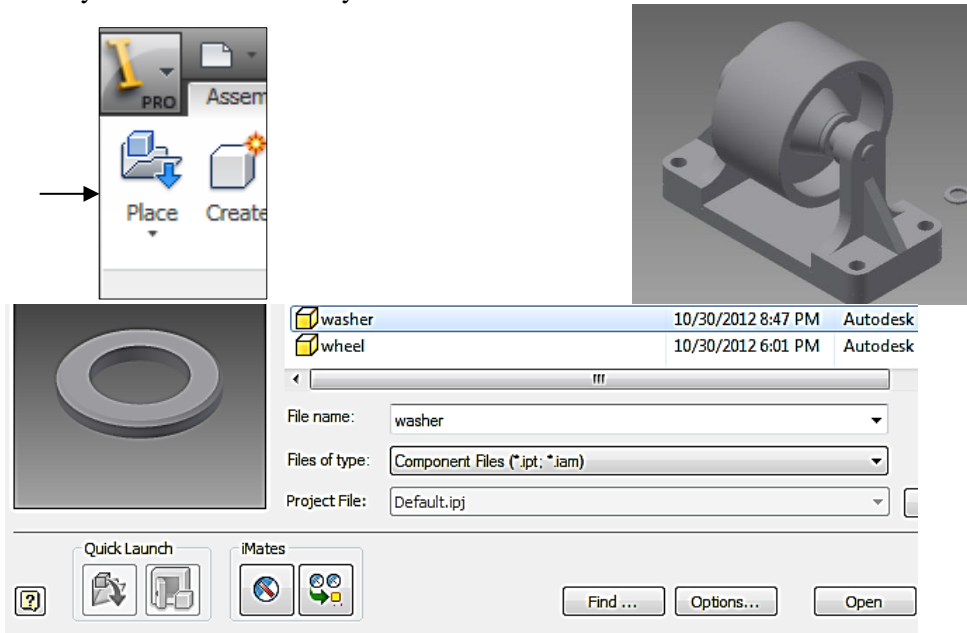 PRO
Assem
Place
Create
washer 10/30/2012 8:47 PM Autodesk
wheel 10/30/2012 6:01 PM Autodesk
File name: washer
Files of type: Component Files (*.ipt; *.iam)
Project File: Default.ipj
Quick Launch iMates
Find ... Options... Open